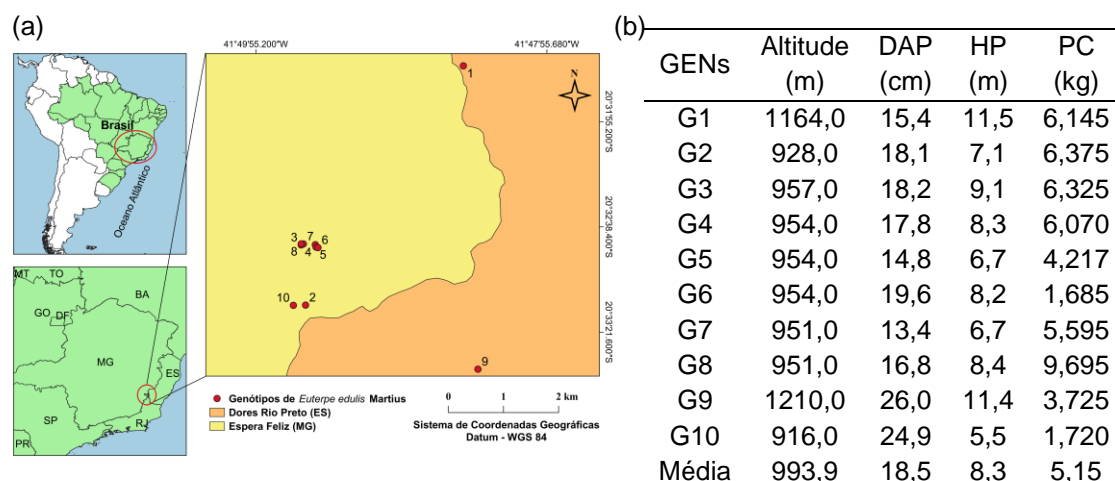 (a)
41°49'55.200"W
41°47'55.680"W
Brasil
Oceano Atlântico
N
1
20°31'55.200"S
3
7
6
8
4
5
20°32'38.400"S
10
2
20°33'21.600"S
9
MT
TO
BA
GO
DF
MG
ES
SP
RJ
PR
Genótipos de Euterpe edulis Martius
Dores Rio Preto (ES)
Espera Feliz (MG)
0 1 2 km
Sistema de Coordenadas Geográficas
Datum - WGS 84
(b)
GENs Altitude (m) DAP (cm) HP (m) PC (kg)
G1 1164,0 15,4 11,5 6,145
G2 928,0 18,1 7,1 6,375
G3 957,0 18,2 9,1 6,325
G4 954,0 17,8 8,3 6,070
G5 954,0 14,8 6,7 4,217
G6 954,0 19,6 8,2 1,685
G7 951,0 13,4 6,7 5,595
G8 951,0 16,8 8,4 9,695
G9 1210,0 26,0 11,4 3,725
G10 916,0 24,9 5,5 1,720
Média 993,9 18,5 8,3 5,15